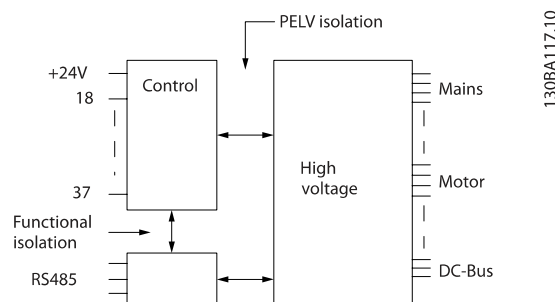 PELV isolation
130BA117.10
+24V
Control
18
Mains
High
voltage
37
Motor
Functional
isolation
RS485
DC-Bus